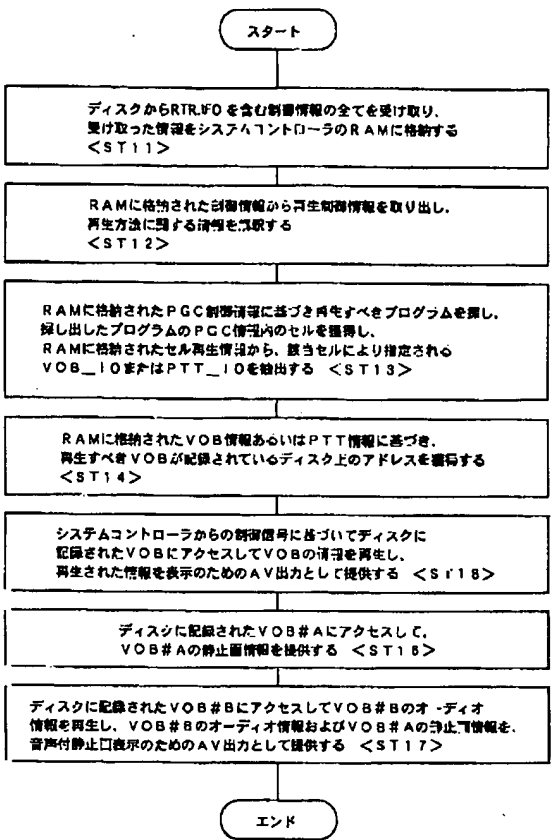 スタート
ディスクからRTR.IFOを含む制御情報の全てを受け取り、
受け取った情報をシステムコントローラのRAMに格納する
<ST11>
RAMに格納された制御情報から再生制御情報を取り出し、
再生方法に関する情報を解釈する
<ST12>
RAMに格納されたPGC制御情報に基づき再生すべきプログラムを探し、
探し出したプログラムのPGC情報内のセルを獲得し、
RAMに格納されたセル再生情報から、該当セルにより指定される
VOB__IOまたはPTT__IOを抽出する <ST13>
RAMに格納されたVOB情報あるいはPTT情報に基づき、
再生すべきVOBが記録されているディスク上のアドレスを獲得する
<ST14>
システムコントローラからの制御信号に基づいてディスクに
記録されたVOBにアクセスしてVOBの情報を再生し、
再生された情報を表示のためのAV出力として提供する <ST18>
ディスクに記録されたVOB#Aにアクセスして、
VOB#Aの静止画情報を提供する <ST16>
ディスクに記録されたVOB#BにアクセスしてVOB#Bのオーディオ
情報を再生し、VOB#Bのオーディオ情報およびVOB#Aの静止画情報を、
音声付静止画表示のためのAV出力として提供する <ST17>
エンド